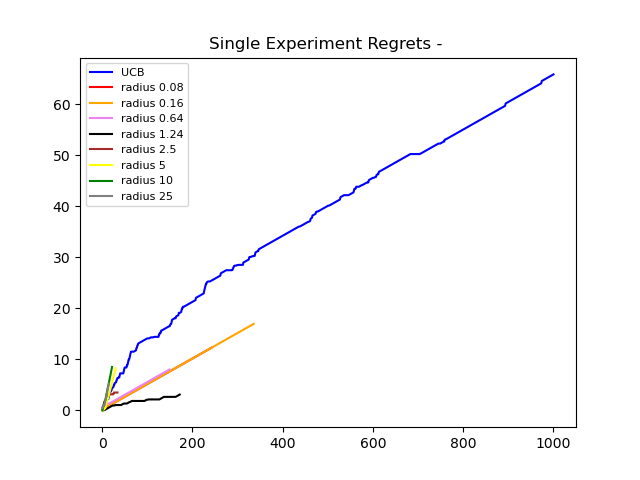 Single Experiment Regrets -
UCB
radius 0.08
radius 0.16
radius 0.64
radius 1.24
radius 2.5
radius 5
radius 10
radius 25
60
50
40
30
20
10
0
0 200 400 600 800 1000